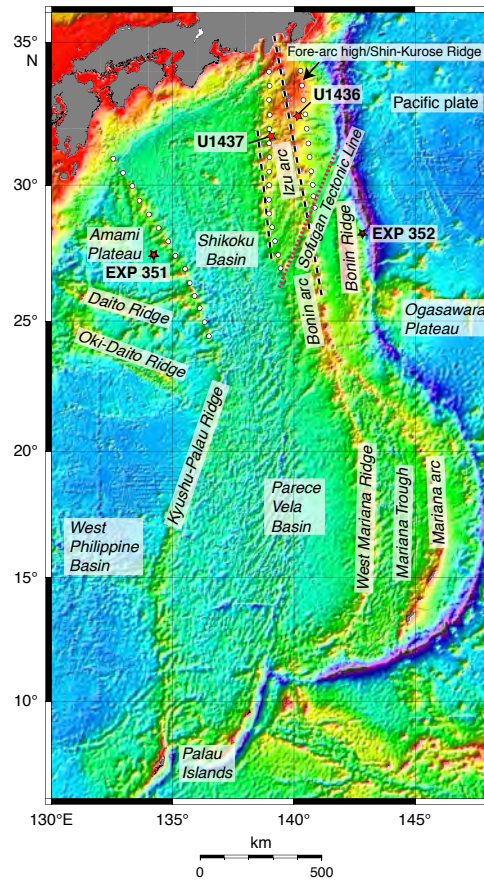 35°
N
Fore-arc high/Shin-Kurose Ridge
U1436
Pacific plate
U1437
Izu arc
Sofugan Tectonic Line
30°
Amami
Plateau
EXP 351
Shikoku
Basin
Bonin Ridge
EXP 352
Daito Ridge
Bonin arc
Ogasawara
Plateau
25°
Oki-Daito Ridge
Kyushu-Palau Ridge
20°
West
Philippine
Basin
Parece
Vela
Basin
West Mariana Ridge
Mariana Trough
Mariana arc
15°
10°
Palau
Islands
130°E
135°
140°
145°
km
0
500